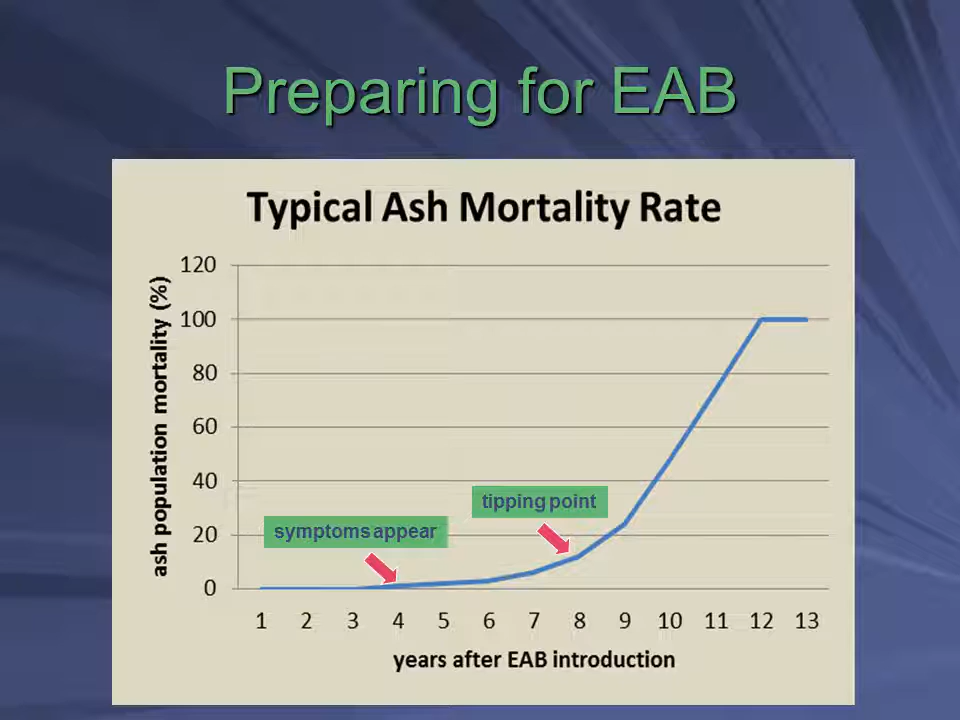 Preparing for EAB
Typical Ash Mortality Rate
ash population mortality (%)
120
100
80
60
40
20
0
tipping point
symptoms appear
1 2 3 4 5 6 7 8 9 10 11 12 13
years after EAB introduction